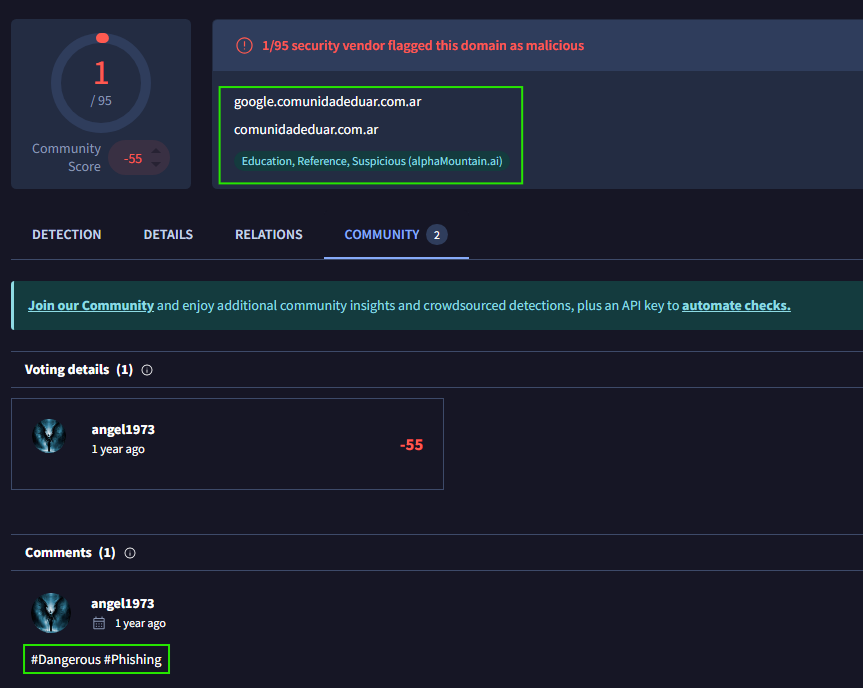 1
/ 95
Community
Score
-55
1/95 security vendor flagged this domain as malicious
google.comunidadeduar.com.ar
comunidadeduar.com.ar
Education, Reference, Suspicious (alphaMountain.ai)
DETECTION DETAILS RELATIONS COMMUNITY 2
Join our Community and enjoy additional community insights and crowdsourced detections, plus an API key to automate checks.
Voting details (1)
angel1973
1 year ago
-55
Comments (1)
angel1973
1 year ago
#Dangerous #Phishing